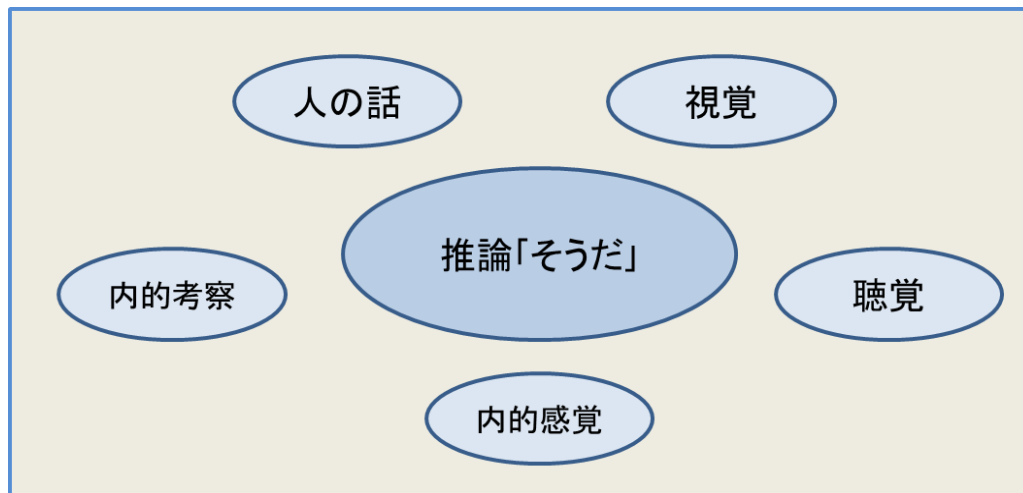 人の話
視覚
推論「そうだ」
内的考察
聴覚
内的感覚